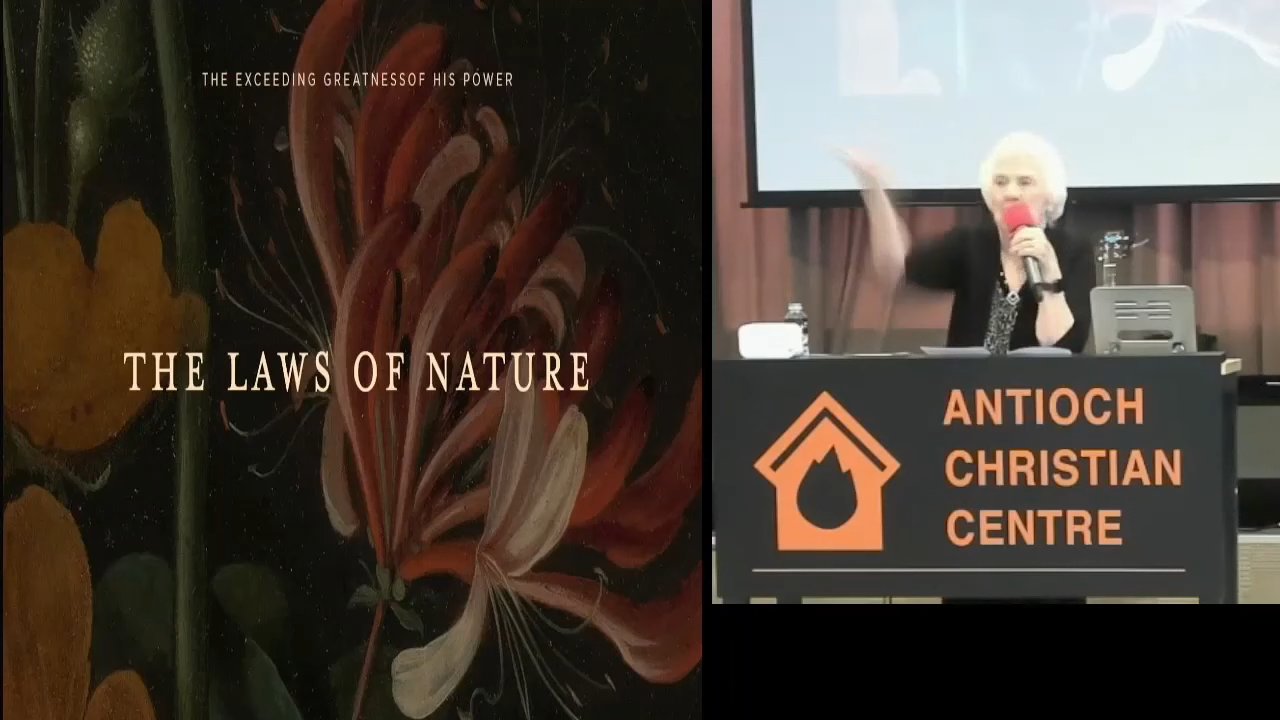 THE EXCEEDING GREATNESSOF HIS POWER
THE LAWS OF NATURE
ANTIOCH
CHRISTIAN
CENTRE